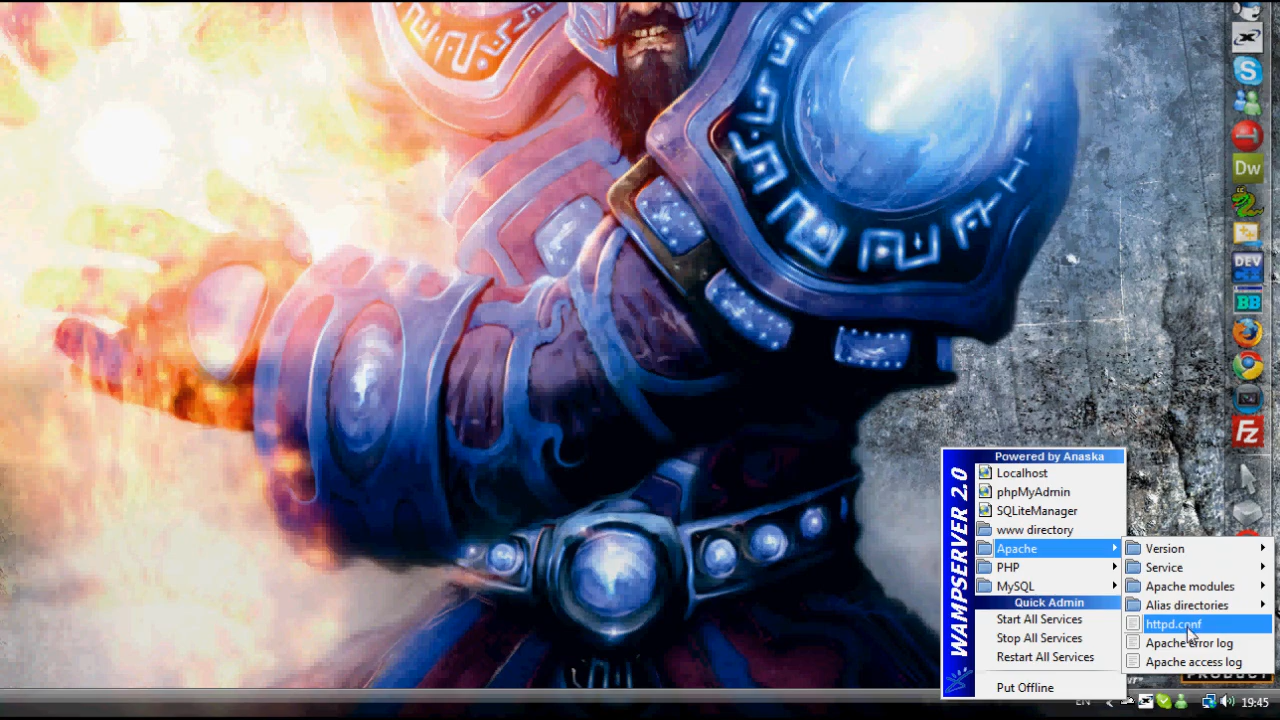 Dw
DEV
BB
Fz
WAMPSERVER 2.0
Powered by Anaska
Localhost
phpMyAdmin
SQLiteManager
www directory
Apache
PHP
MySQL
Quick Admin
Start All Services
Stop All Services
Restart All Services
Put Offline
Version
Service
Apache modules
Alias directories
httpd.conf
Apache error log
Apache access log
PRODUCT
EN
19:45